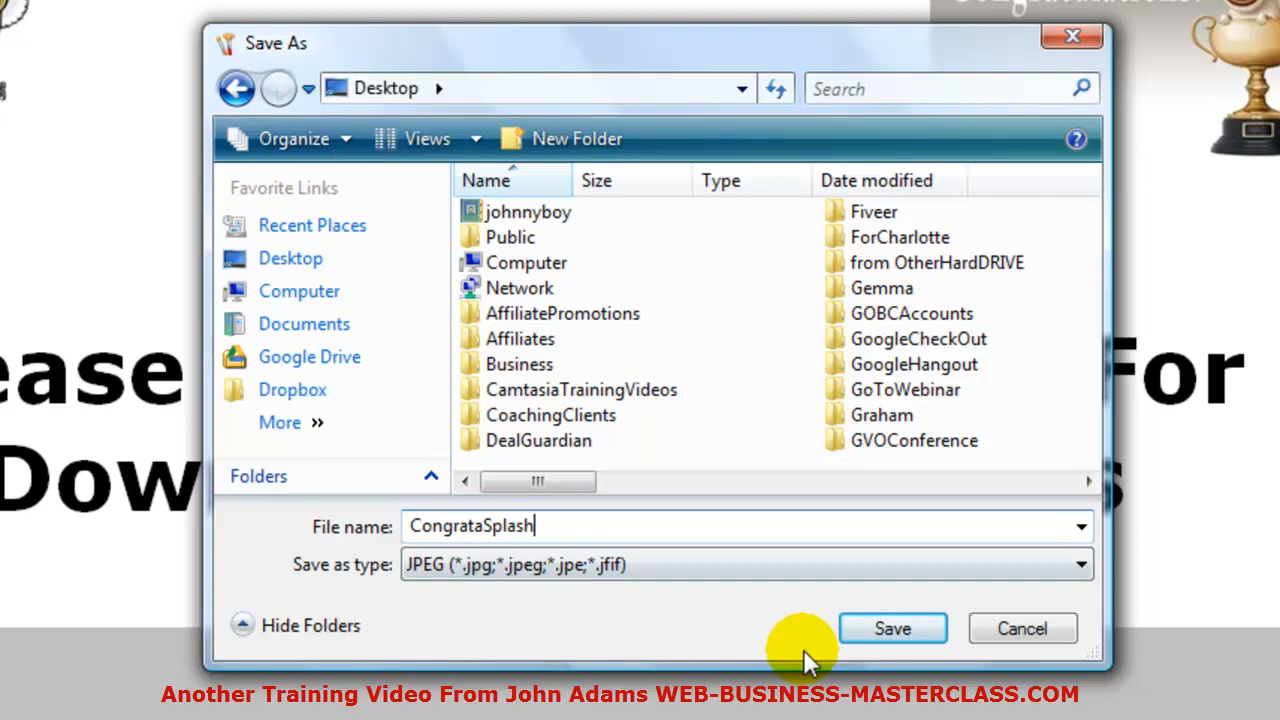 Save As
Desktop
Search
Organize
Views
New Folder
Favorite Links
Recent Places
Desktop
Computer
Documents
Google Drive
Dropbox
More »
Folders
Name
Size
Type
Date modified
johnnyboy
Public
Computer
Network
AffiliatePromotions
Affiliates
Business
CamtasiaTrainingVideos
CoachingClients
DealGuardian
Fiveer
ForCharlotte
from OtherHardDRIVE
Gemma
GOBCAccounts
GoogleCheckOut
GoogleHangout
GoToWebinar
Graham
GVOConference
File name: CongrataSplash
Save as type: JPEG (*.jpg;*.jpeg;*.jpe;*.jfif)
Hide Folders
Save
Cancel
ease For
Dow s
Another Training Video From John Adams WEB-BUSINESS-MASTERCLASS.COM